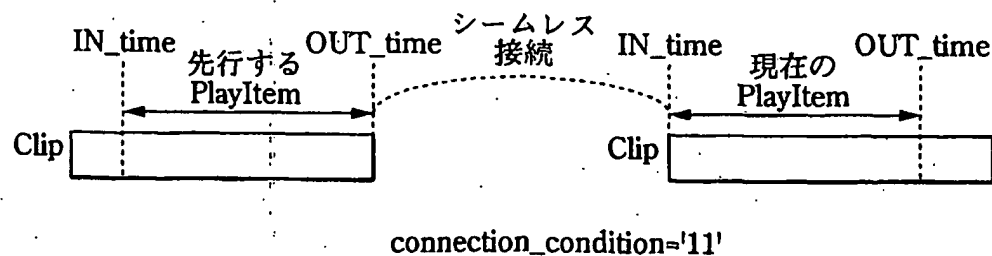 IN_time
先行する
PlayItem
OUT_time
シームレス
接続
IN_time
現在の
PlayItem
OUT_time
Clip
Clip
connection_condition='11'